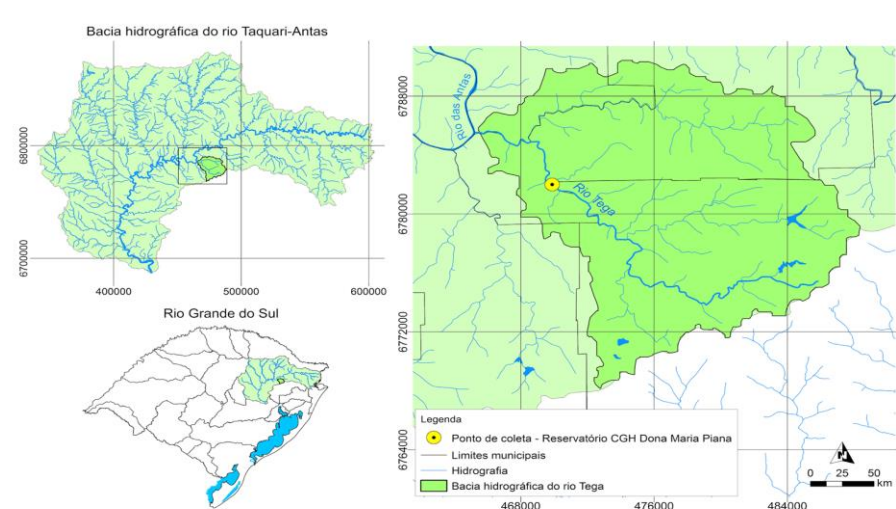 Bacia hidrográfica do rio Taquari-Antas
6800000
6700000
400000 500000 600000
Rio Grande do Sul
6788000
6780000
6772000
6764000
Rio das Antas
Rio Tega
Legenda
Ponto de coleta - Reservatório CGH Dona Maria Piana
Limites municipais
Hidrografia
Bacia hidrográfica do rio Tega
N
0 25 50
km
468000 476000 484000